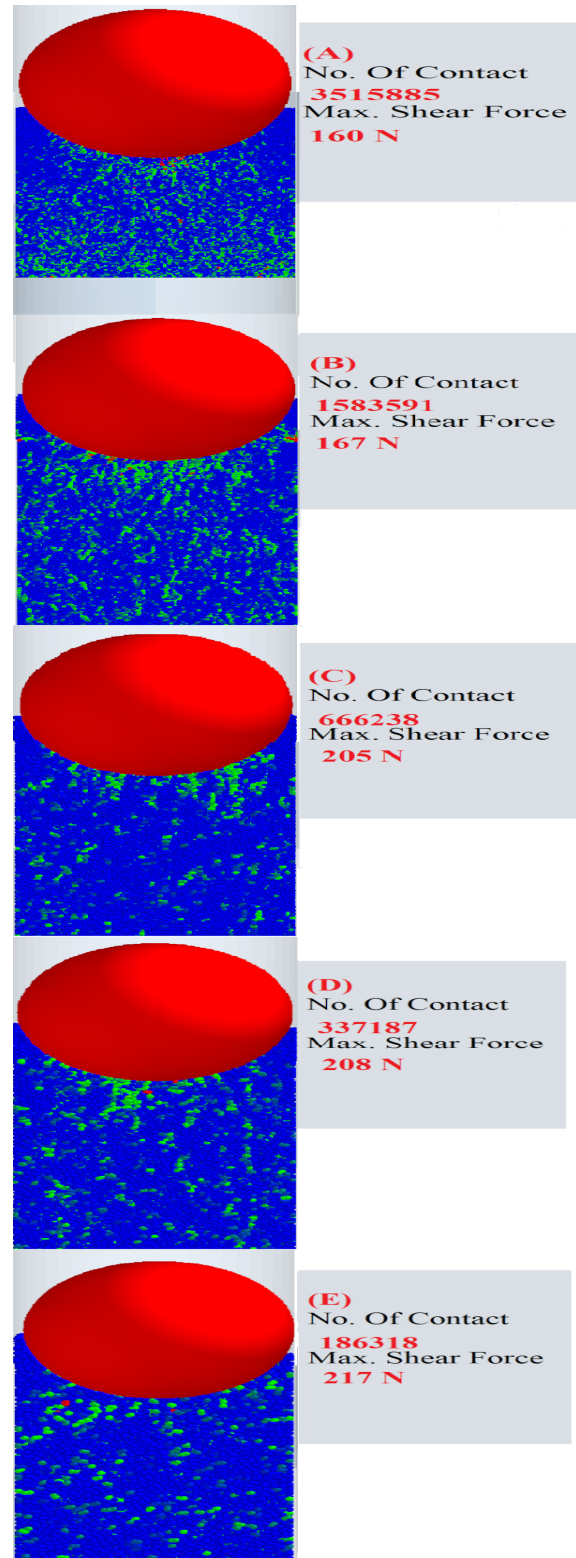 (A)
No. Of Contact
3515885
Max. Shear Force
160 N
(B)
No. Of Contact
1583591
Max. Shear Force
167 N
(C)
No. Of Contact
666238
Max. Shear Force
205 N
(D)
No. Of Contact
337187
Max. Shear Force
208 N
(E)
No. Of Contact
186318
Max. Shear Force
217 N